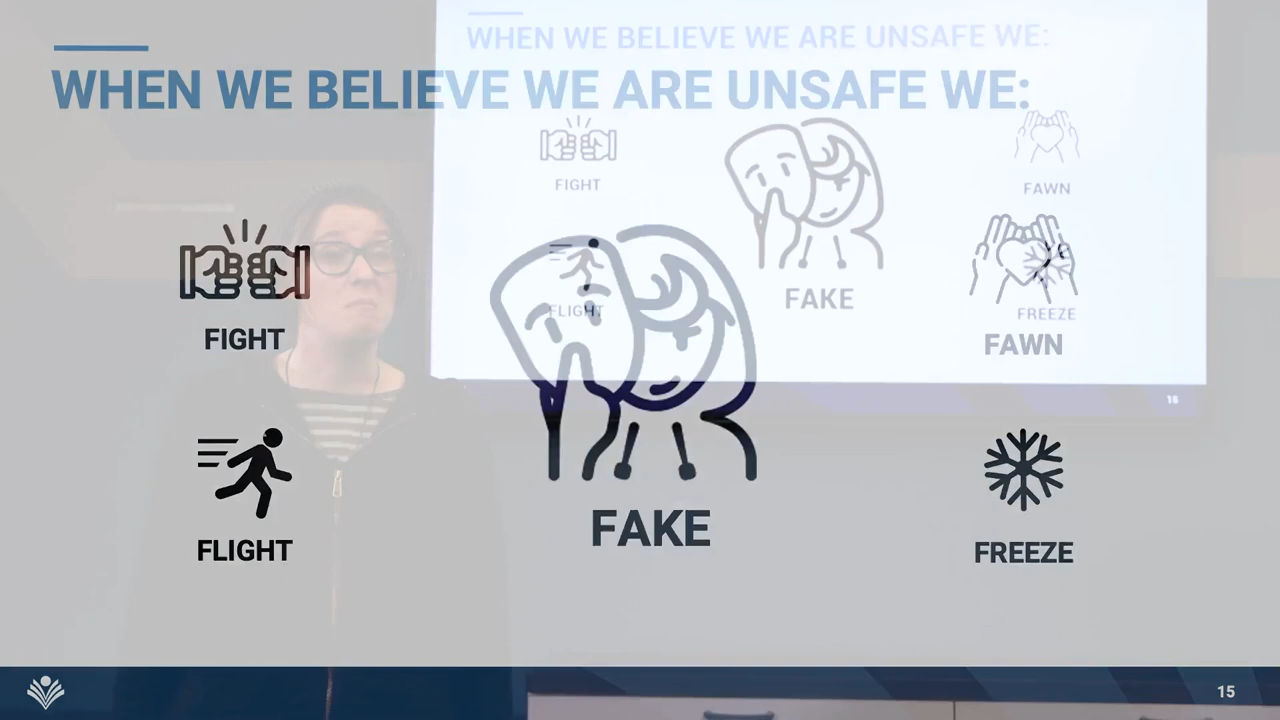 WHEN WE BELIEVE WE ARE UNSAFE WE:
WHEN WE BELIEVE WE ARE UNSAFE WE:
FIGHT
FAWN
FAKE
FLIGHT
FREEZE
FIGHT
FAWN
FAKE
FLIGHT
FREEZE
16
15